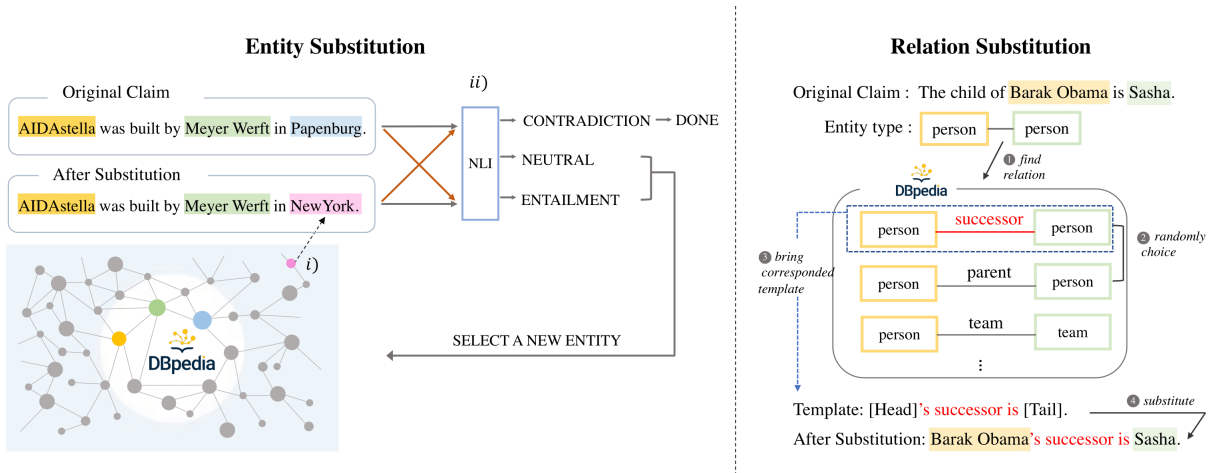 Entity Substitution
Original Claim
AIDAstella was built by Meyer Werft in Papenburg.
After Substitution
AIDAstella was built by Meyer Werft in NewYork.
i)
DBpedia
ii)
NLI
CONTRADICTION
DONE
NEUTRAL
ENTAILMENT
SELECT A NEW ENTITY
Relation Substitution
Original Claim : The child of Barak Obama is Sasha.
Entity type : person person
1 find
relation
DBpedia
person successor person
person parent person
person team team
⋮
2 randomly
choice
3 bring
corresponded
template
Template: [Head]'s successor is [Tail].
4 substitute
After Substitution: Barak Obama's successor is Sasha.